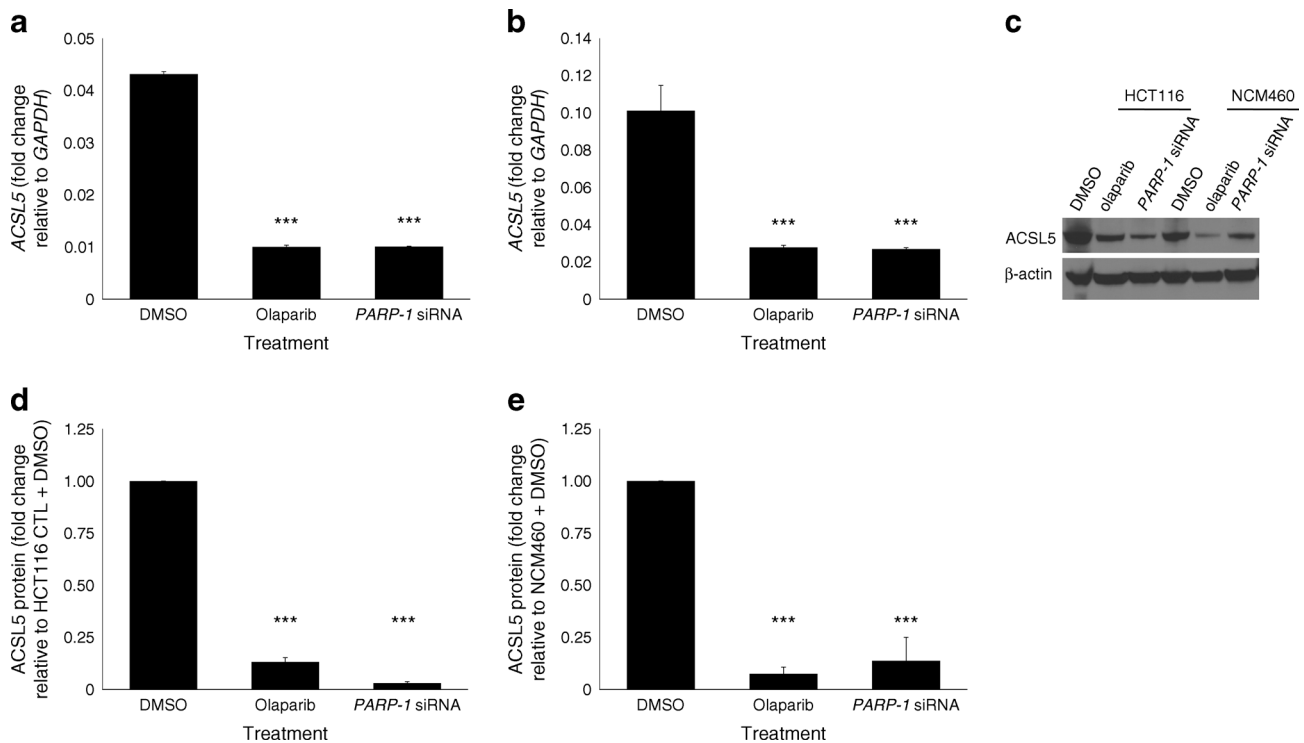 a
ACSL5 (fold change
relative to GAPDH)
0.05
0.04
0.03
0.02
0.01
0
***
***
DMSO
Olaparib
PARP-1 siRNA
Treatment
b
ACSL5 (fold change
relative to GAPDH)
0.14
0.12
0.10
0.08
0.06
0.04
0.02
0
***
***
DMSO
Olaparib
PARP-1 siRNA
Treatment
c
HCT116
NCM460
DMSO
olaparib
PARP-1 siRNA
DMSO
olaparib
PARP-1 siRNA
ACSL5
β-actin
d
ACSL5 protein (fold change
relative to HCT116 CTL + DMSO)
1.25
1.00
0.75
0.50
0.25
0
***
***
DMSO
Olaparib
PARP-1 siRNA
Treatment
e
ACSL5 protein (fold change
relative to NCM460 + DMSO)
1.25
1.00
0.75
0.50
0.25
0
***
***
DMSO
Olaparib
PARP-1 siRNA
Treatment